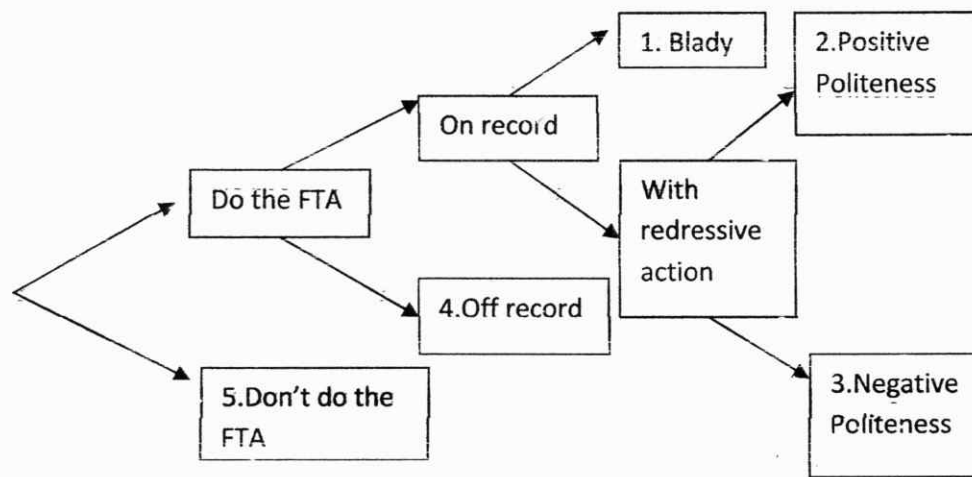 1. Blady
2.Positive
Politeness
On record
Do the FTA
With
redressive
action
4.Off record
5.Don't do the
FTA
3.Negative
Politeness